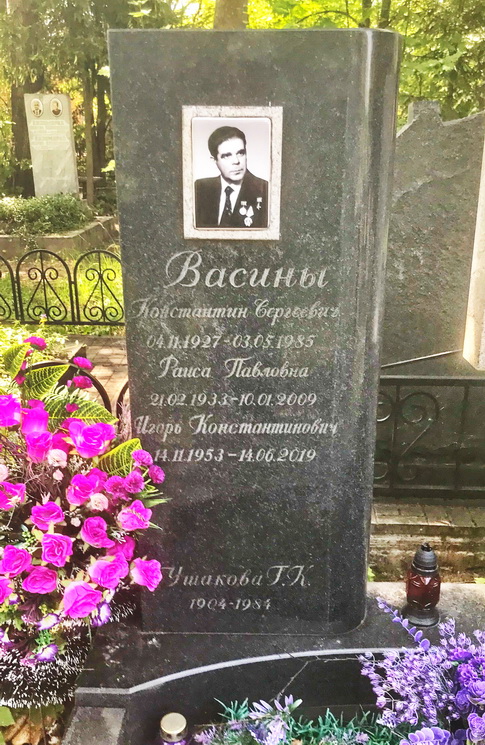 Васины
Константин Сергеевич
04.11.1927-03.05.1985
Раиса Павловна
21.02.1933-10.01.2009
Игорь Константинович
14.11.1953-14.06.2019
Ушакова Г.К.
1904-1984